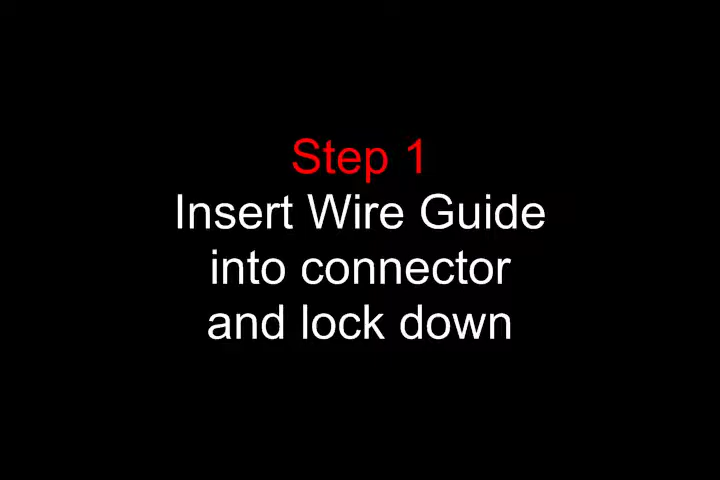 Step 1
Insert Wire Guide
into connector
and lock down